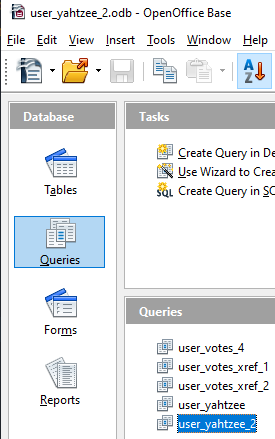 user_yahtzee_2.odb - OpenOffice Base
File Edit View Insert Tools Window Help
Database
Tables
Queries
Forms
Reports
Tasks
Create Query in De
Use Wizard to Crea
SQL Create Query in SQ
Queries
user_votes_4
user_votes_xref_1
user_votes_xref_2
user_yahtzee
user_yahtzee_2